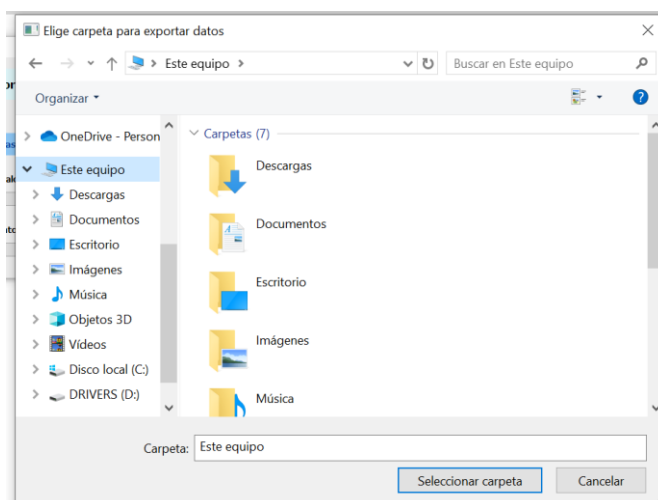 Elige carpeta para exportar datos
Este equipo
Buscar en Este equipo
Organizar
OneDrive - Person
Este equipo
Descargas
Documentos
Escritorio
Imágenes
Música
Objetos 3D
Vídeos
Disco local (C:)
DRIVERS (D:)
Carpetas (7)
Descargas
Documentos
Escritorio
Imágenes
Música
Carpeta: Este equipo
Seleccionar carpeta Cancelar